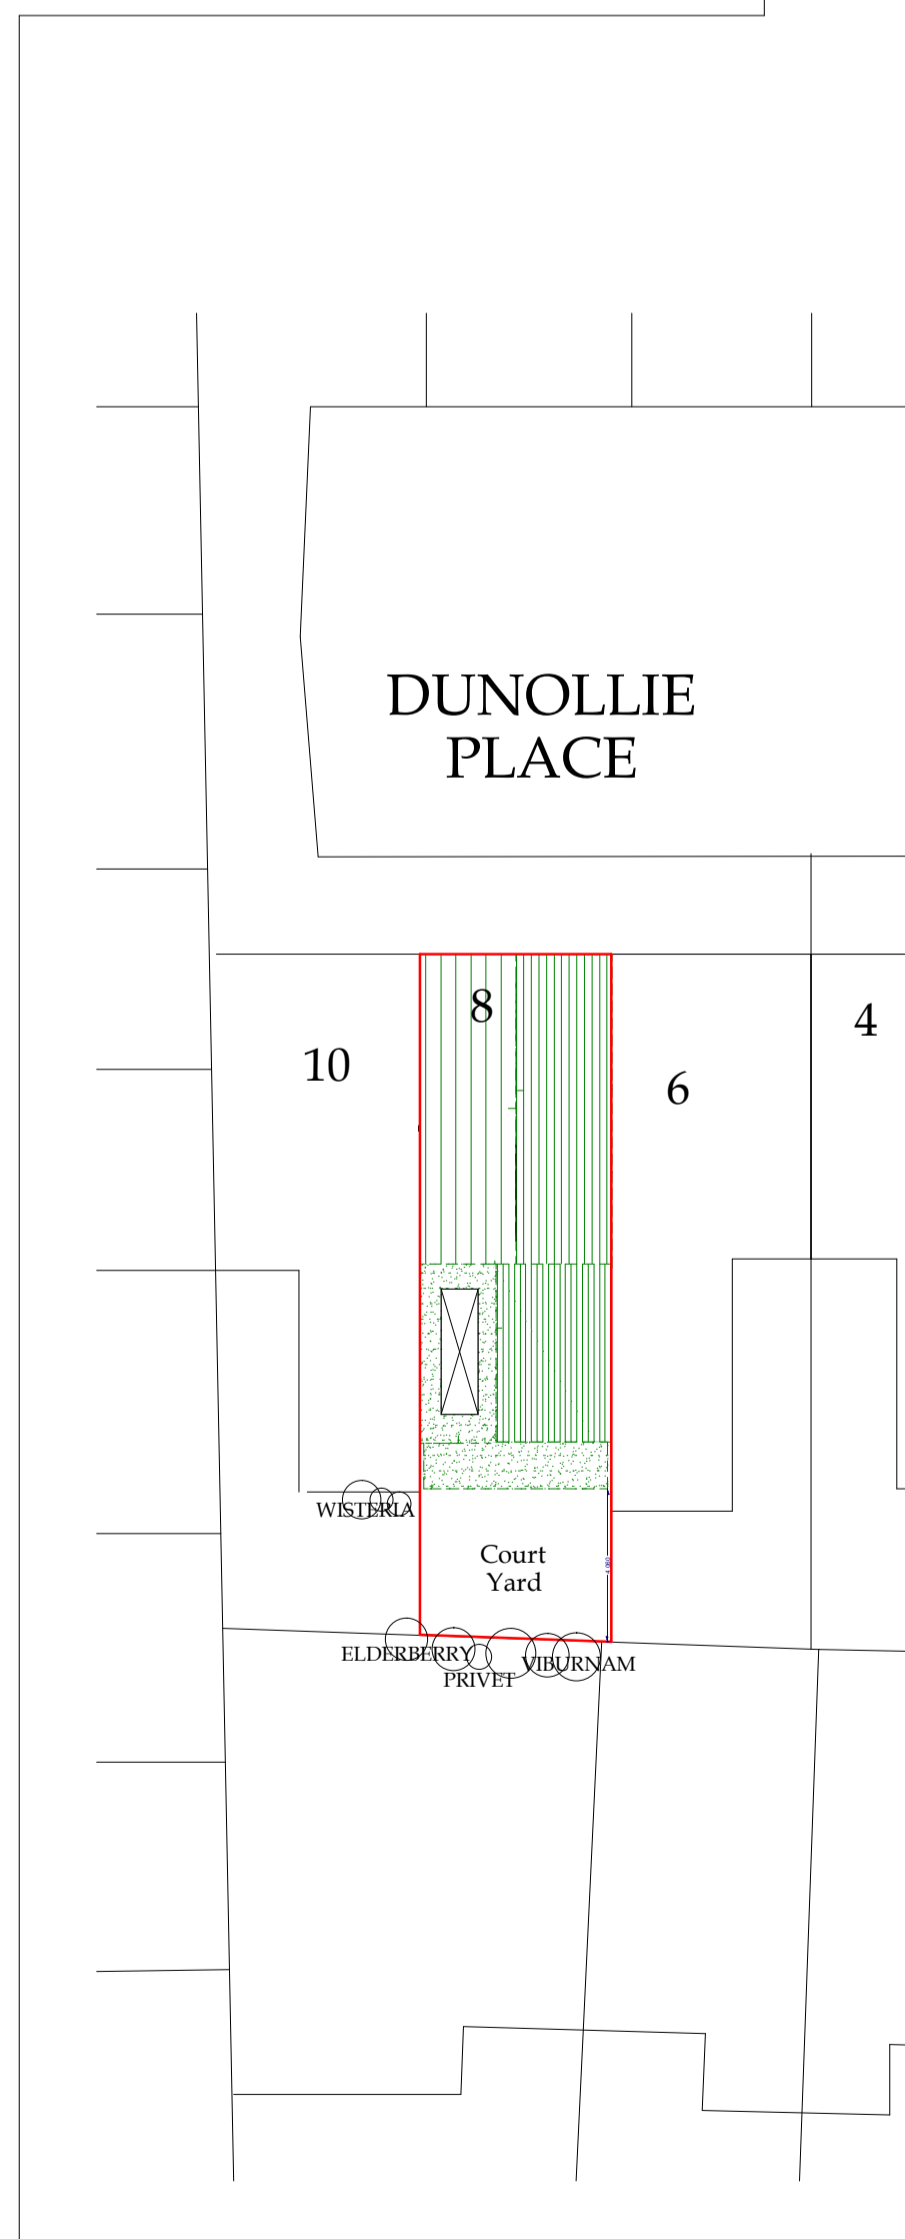 DUNOLLIE
PLACE
8
4
10
6
WISTERIA
Court
Yard
ELDERBERRY
VIBURNAM
PRIVET